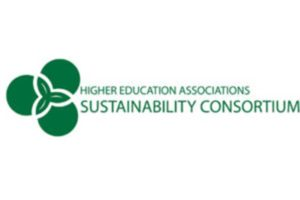 HIGHER EDUCATION ASSOCIATIONS
SUSTAINABILITY CONSORTIUM